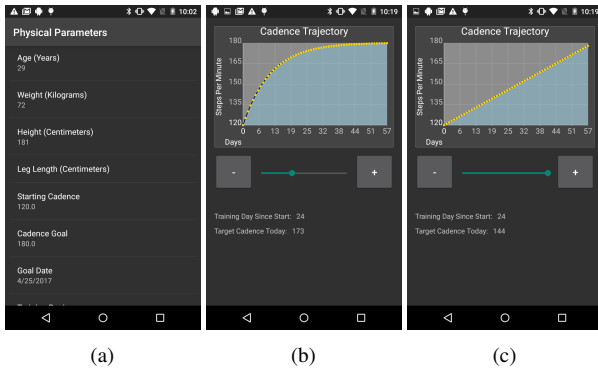 10:02
Physical Parameters
Age (Years)
29
Weight (Kilograms)
72
Height (Centimeters)
181
Leg Length (Centimeters)
Starting Cadence
120.0
Cadence Goal
180.0
Goal Date
4/25/2017
(a)
10:19
Cadence Trajectory
Steps Per Minute
180
165
150
135
120
0 6 13 19 25 31 38 44 51 57
Days
- +
Training Day Since Start: 24
Target Cadence Today: 173
(b)
10:19
Cadence Trajectory
Steps Per Minute
180
165
150
135
120
0 6 13 19 25 31 38 44 51 57
Days
- +
Training Day Since Start: 24
Target Cadence Today: 144
(c)